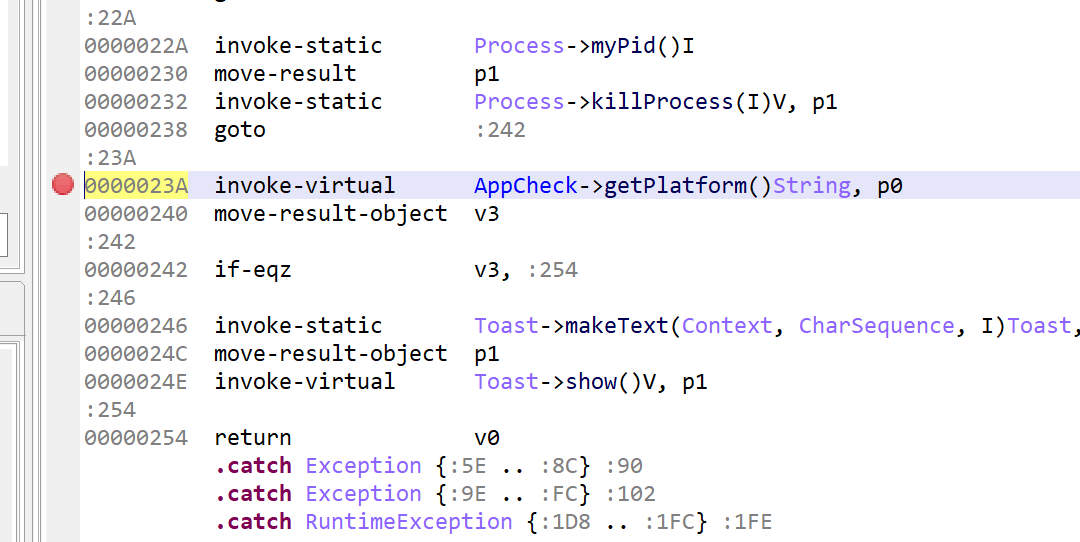 :22A
0000022A invoke-static Process->myPid()I
00000230 move-result p1
00000232 invoke-static Process->killProcess(I)V, p1
00000238 goto :242
:23A
0000023A invoke-virtual AppCheck->getPlatform()String, p0
00000240 move-result-object v3
:242
00000242 if-eqz v3, :254
:246
00000246 invoke-static Toast->makeText(Context, CharSequence, I)Toast,
0000024C move-result-object p1
0000024E invoke-virtual Toast->show()V, p1
:254
00000254 return v0
.catch Exception {:5E .. :8C} :90
.catch Exception {:9E .. :FC} :102
.catch RuntimeException {:1D8 .. :1FC} :1FE